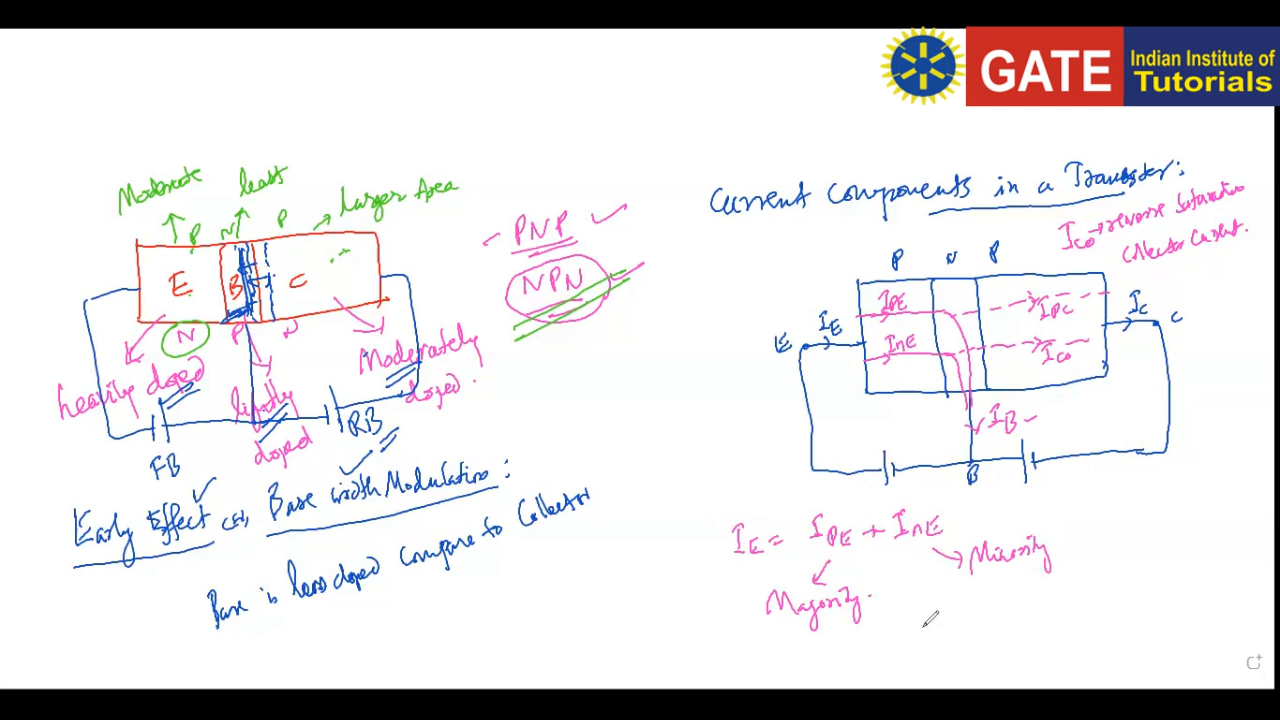 GATE
Indian Institute of
Tutorials
Moderate
least
larger Area
P
N
P
E
B
C
N
P
N
PNP
NPN
heavily doped
lightly
doped
Moderately
doped.
FB
RB
Early Effect (or) Base width Modulation :
Base is less doped compare to Collector
Current Components in a Transistor:
ICO → reverse Saturation
Collector Current.
P
N
P
IPE
IPC
E
IE
IC
C
InE
ICO
IB
B
IE = IPE + InE
Minority
Majority.